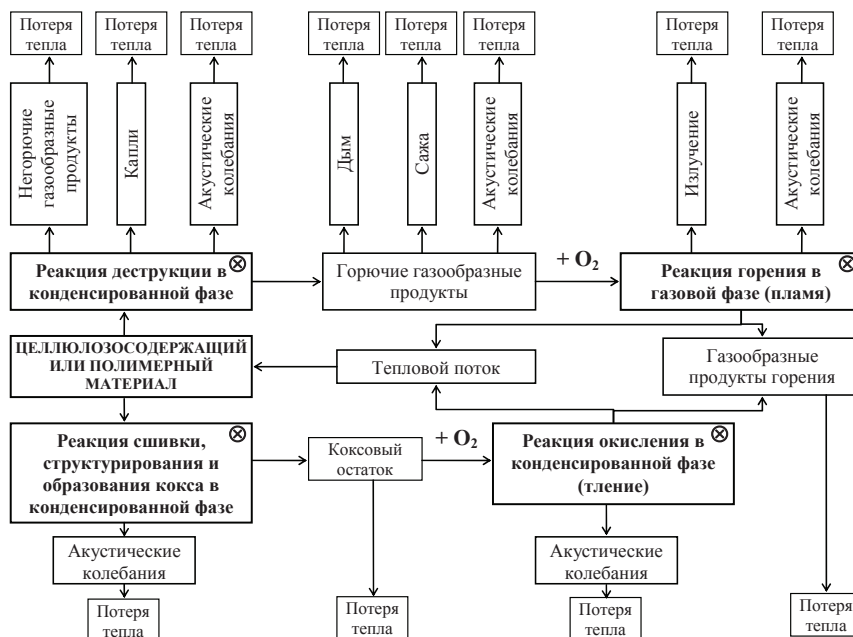 Потеря
тепла
Потеря
тепла
Потеря
тепла
Потеря
тепла
Потеря
тепла
Потеря
тепла
Потеря
тепла
Потеря
тепла
Негорючие
газообразные
продукты
Капли
Акустические
колебания
Дым
Сажа
Акустические
колебания
Излучение
Акустические
колебания
Реакция деструкции в
конденсированной фазе
Горючие газообразные
продукты
+ O₂
Реакция горения в
газовой фазе (пламя)
ЦЕЛЛЮЛОЗОСОДЕРЖАЩИЙ
ИЛИ ПОЛИМЕРНЫЙ
МАТЕРИАЛ
Тепловой поток
Газообразные
продукты горения
Реакция сшивки,
структурирования и
образования кокса в
конденсированной фазе
Коксовый
остаток
+ O₂
Реакция окисления в
конденсированной фазе
(тление)
Акустические
колебания
Акустические
колебания
Потеря
тепла
Потеря
тепла
Потеря
тепла
Потеря
тепла